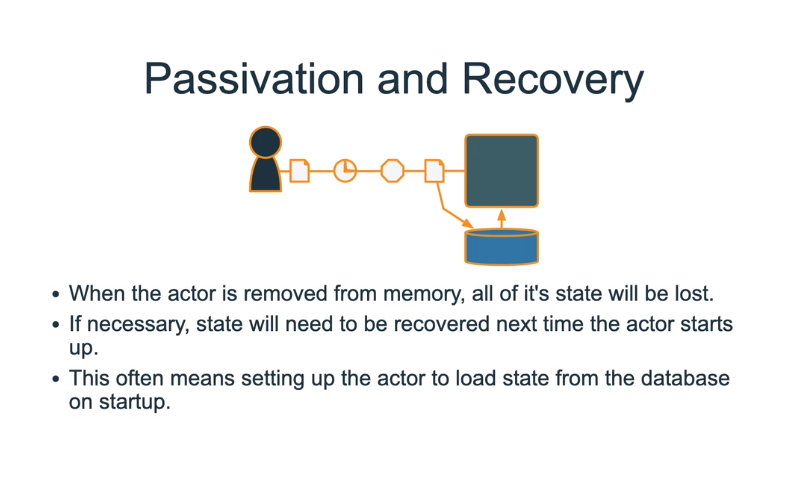 Passivation and Recovery
• When the actor is removed from memory, all of it's state will be lost.
• If necessary, state will need to be recovered next time the actor starts
up.
• This often means setting up the actor to load state from the database
on startup.